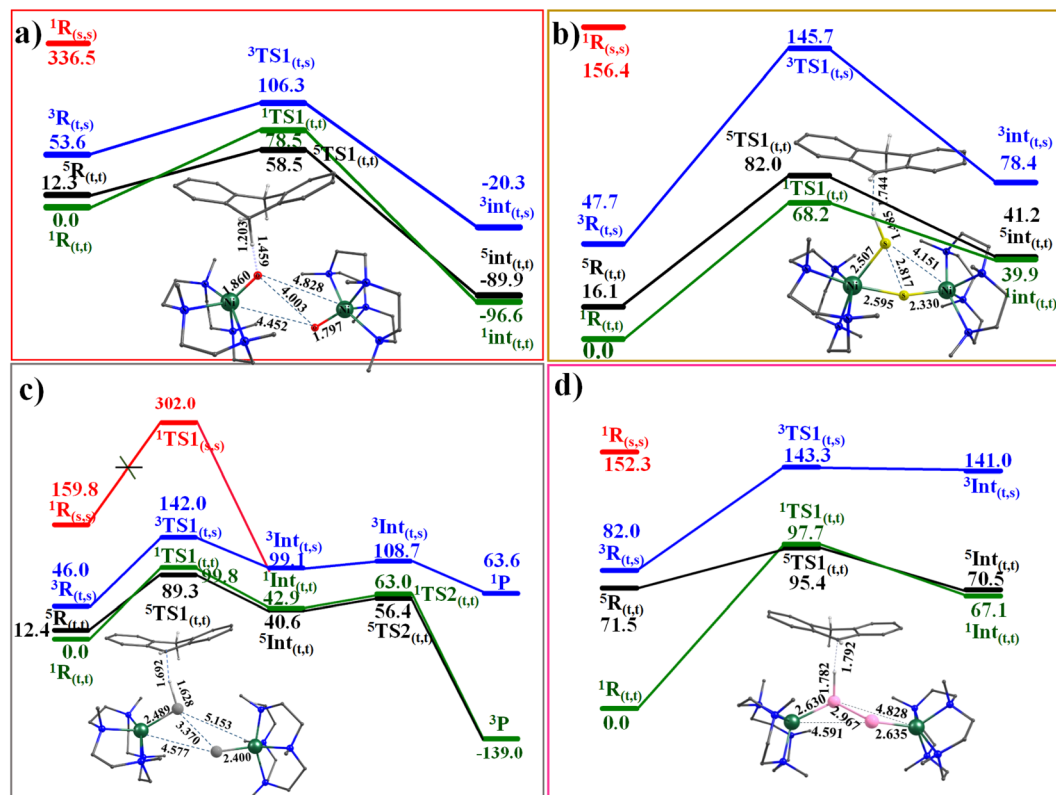 a)
¹R(s,s)
336.5
³TS1(t,s)
106.3
¹TS1(t,t)
78.5
³R(t,s)
53.6
⁵TS1(t,t)
58.5
⁵R(t,t)
12.3
0.0
¹R(t,t)
-20.3
³int(t,s)
⁵int(t,t)
-89.9
-96.6
¹int(t,t)
1.203
1.459
1.860
Ni
4.828
4.003
Ni
4.452
1.797
b)
¹R(s,s)
156.4
145.7
³TS1(t,s)
⁵TS1(t,t)
82.0
³int(t,s)
78.4
¹TS1(t,t)
68.2
47.7
³R(t,s)
41.2
⁵int(t,t)
39.9
¹int(t,t)
⁵R(t,t)
16.1
¹R(t,t)
0.0
1.744
1.585
S
2.507
4.151
2.817
Ni
Ni
S
2.595
2.330
c)
302.0
¹TS1(s,s)
159.8
¹R(s,s)
142.0
³TS1(t,s)
³Int(t,s)
99.1
³Int(t,s)
108.7
63.6
¹P
46.0
³R(t,s)
¹TS1(t,t)
99.8
89.3
⁵TS1(t,t)
¹Int(t,t)
42.9
40.6
⁵Int(t,t)
63.0
¹TS2(t,t)
56.4
⁵TS2(t,t)
⁵R(t,t)
12.4
0.0
¹R(t,t)
³P
-139.0
1.692
1.628
2.489
5.153
3.370
4.577
2.400
d)
¹R(s,s)
152.3
³TS1(t,s)
143.3
141.0
³Int(t,s)
¹TS1(t,t)
97.7
⁵TS1(t,t)
95.4
82.0
³R(t,s)
⁵R(t,t)
71.5
⁵Int(t,t)
70.5
67.1
¹Int(t,t)
¹R(t,t)
0.0
1.792
1.782
2.630
4.828
2.967
4.591
2.635